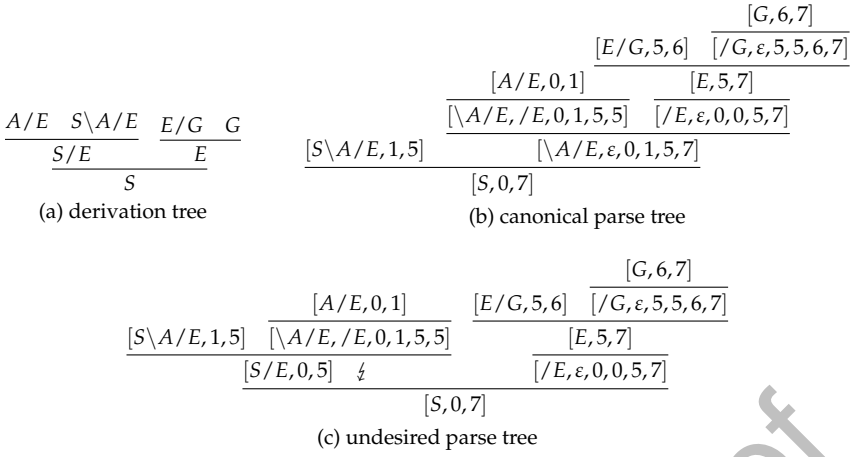 A/E S\A/E E/G G
S/E E
S
(a) derivation tree
[G,6,7]
[E/G,5,6] [/G,ε,5,5,6,7]
[A/E,0,1] [E,5,7]
[\A/E,/E,0,1,5,5] [/E,ε,0,0,5,7]
[S\A/E,1,5] [\A/E,ε,0,1,5,7]
[S,0,7]
(b) canonical parse tree
[G,6,7]
[A/E,0,1] [E/G,5,6] [/G,ε,5,5,6,7]
[S\A/E,1,5] [\A/E,/E,0,1,5,5] [E,5,7]
[S/E,0,5] ↯ [/E,ε,0,0,5,7]
[S,0,7]
(c) undesired parse tree